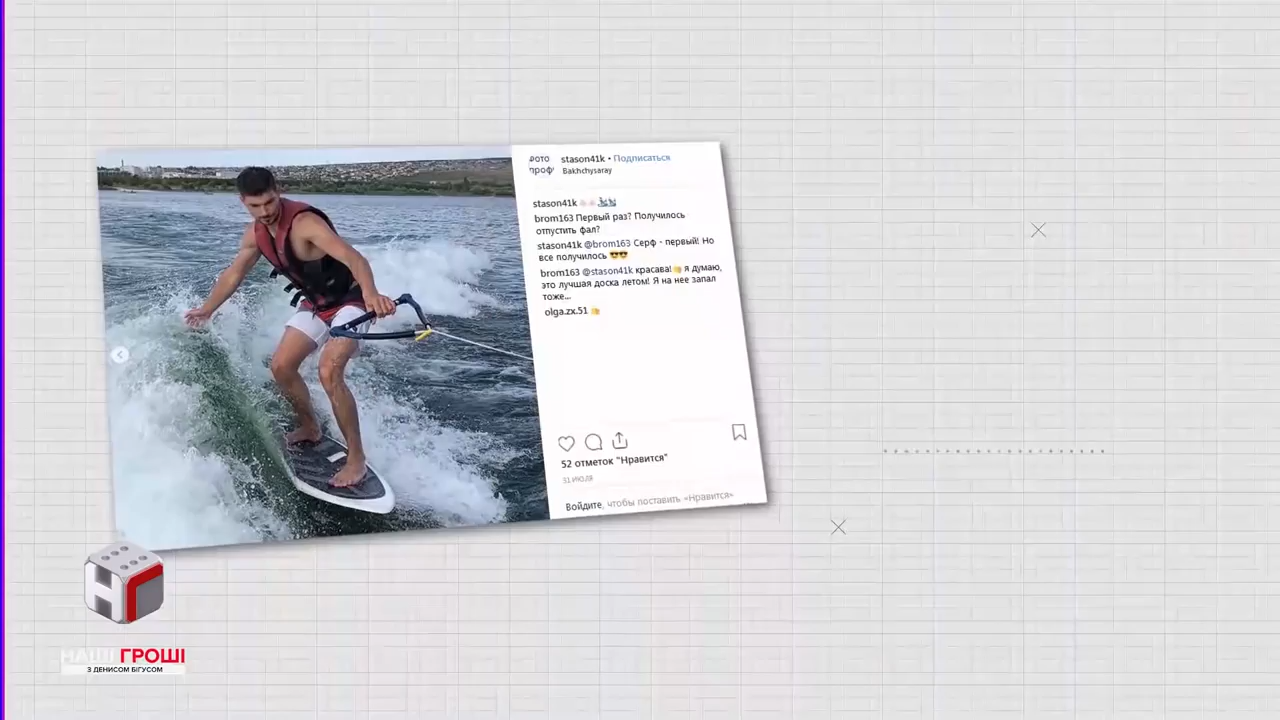 фото
проф
stason41k • Подписаться
Bakhchysaray
stason41k
brom163 Первый раз? Получилось
отпустить фал?
stason41k @brom163 Серф - первый! Но
все получилось 😎😎
brom163 @stason41k красава!👊 я думаю,
это лучшая доска летом! Я на нее запал
тоже...
olga.zx.51 👍
52 отметок "Нравится"
31 ИЮЛЯ
Войдите, чтобы поставить «Нравится»
НАШІ ГРОШІ
З ДЕНИСОМ БІГУСОМ